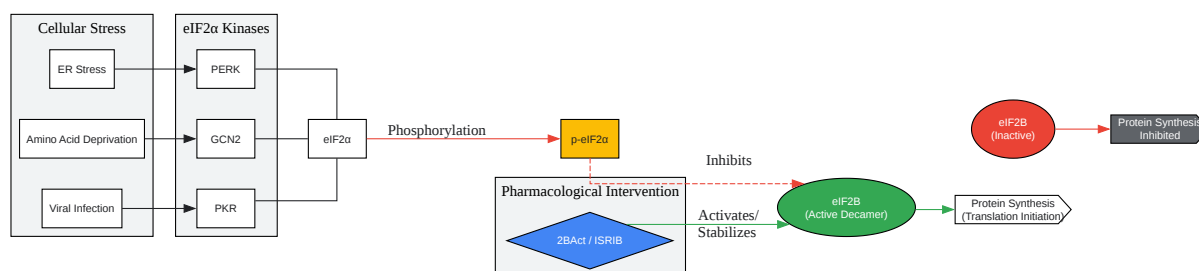 Cellular Stress
ER Stress
Amino Acid Deprivation
Viral Infection
eIF2α Kinases
PERK
GCN2
PKR
eIF2α
Phosphorylation
p-eIF2α
Inhibits
Pharmacological Intervention
2BAct / ISRIB
Activates/
Stabilizes
eIF2B
(Active Decamer)
Protein Synthesis
(Translation Initiation)
eIF2B
(Inactive)
Protein Synthesis
Inhibited